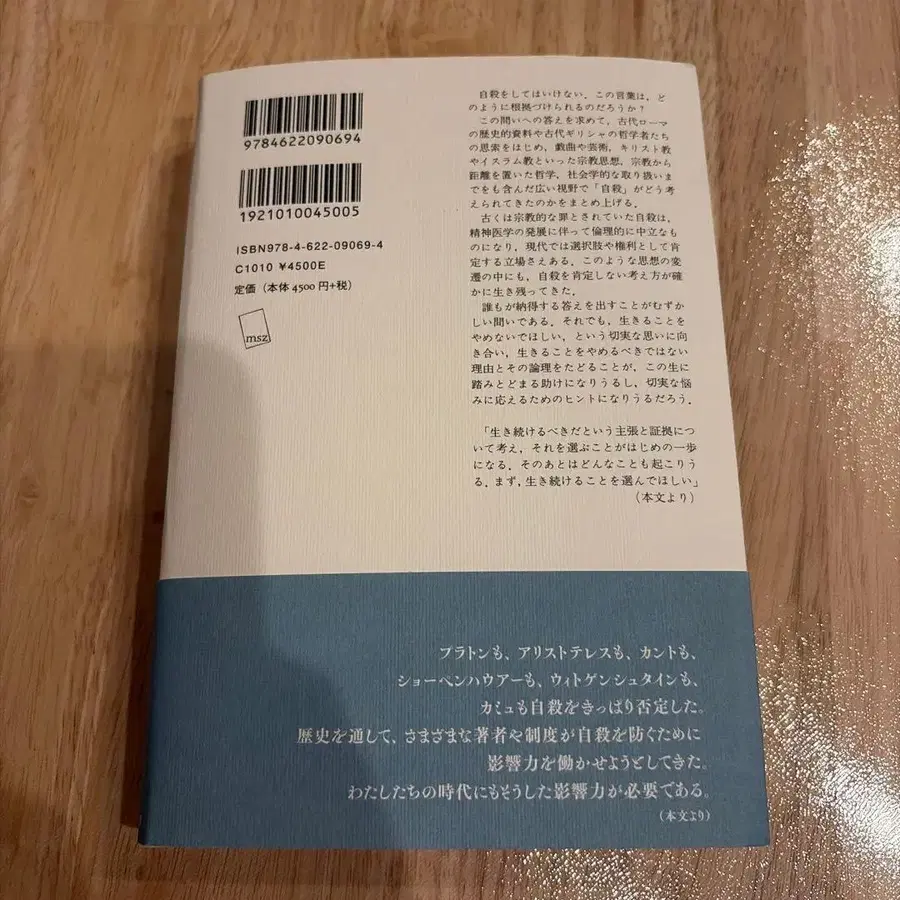 9784622090694
1921010045005
ISBN978-4-622-09069-4
C1010 ¥4500E
定価（本体 4500 円+税）
msz
自殺をしてはいけない．この言葉は，ど
のように根拠づけられるのだろうか？
この問いへの答えを求めて，古代ローマ
の歴史的資料や古代ギリシャの哲学者たち
の思索をはじめ，戯曲や芸術，キリスト教
やイスラム教といった宗教思想，宗教から
距離を置いた哲学，社会学的な取り扱いま
でをも含んだ広い視野で「自殺」がどう考
えられてきたのかをまとめ上げる．
古くは宗教的な罪とされていた自殺は，
精神医学の発展に伴って倫理的に中立なも
のになり，現代では選択肢や権利として肯
定する立場さえある．このような思想の変
遷の中にも，自殺を肯定しない考え方が確
かに生き残ってきた．
誰もが納得する答えを出すことがむずか
しい問いである．それでも，生きることを
やめないでほしい，という切実な思いに向
き合い，生きることをやめるべきではない
理由とその論理をたどることが，この生に
踏みとどまる助けになりうるし，切実な悩
みに応えるためのヒントになりうるだろう．
「生き続けるべきだという主張と証拠につ
いて考え，それを選ぶことがはじめの一歩
になる．そのあとはどんなことも起こりう
る．まず，生き続けることを選んでほしい」
（本文より）
プラトンも、アリストテレスも、カントも、
ショーペンハウアーも、ウィトゲンシュタインも、
カミュも自殺をきっぱり否定した。
歴史を通して、さまざまな著者や制度が自殺を防ぐために
影響力を働かせようとしてきた。
わたしたちの時代にもそうした影響力が必要である。
（本文より）